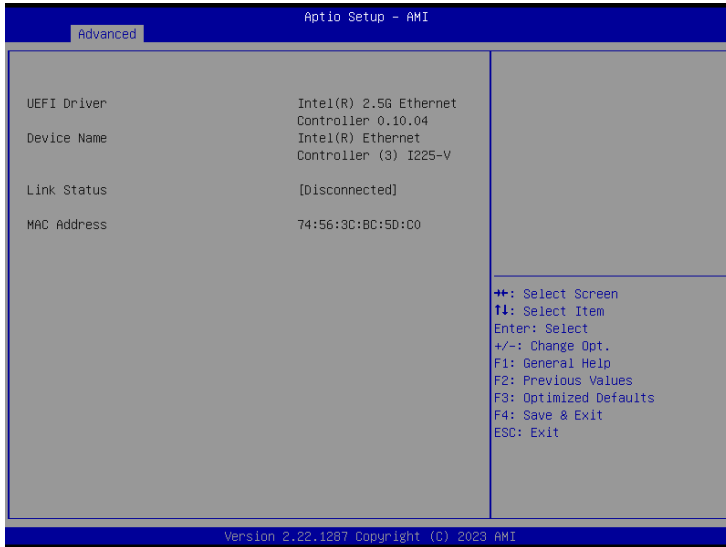 Aptio Setup – AMI
Advanced
UEFI Driver Intel(R) 2.5G Ethernet
Controller 0.10.04
Device Name Intel(R) Ethernet
Controller (3) I225-V
Link Status [Disconnected]
MAC Address 74:56:3C:BC:5D:C0
→←: Select Screen
↑↓: Select Item
Enter: Select
+/-: Change Opt.
F1: General Help
F2: Previous Values
F3: Optimized Defaults
F4: Save & Exit
ESC: Exit
Version 2.22.1287 Copyright (C) 2023 AMI